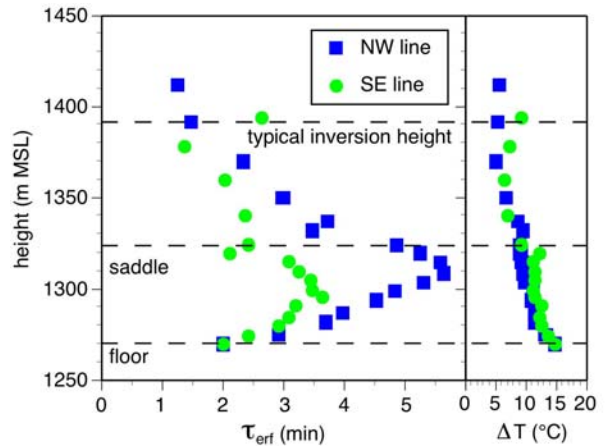 1450
1400
1350
1300
1250
height (m MSL)
NW line
SE line
typical inversion height
saddle
floor
0 1 2 3 4 5
τerf (min)
0 5 10 15 20
ΔT (°C)